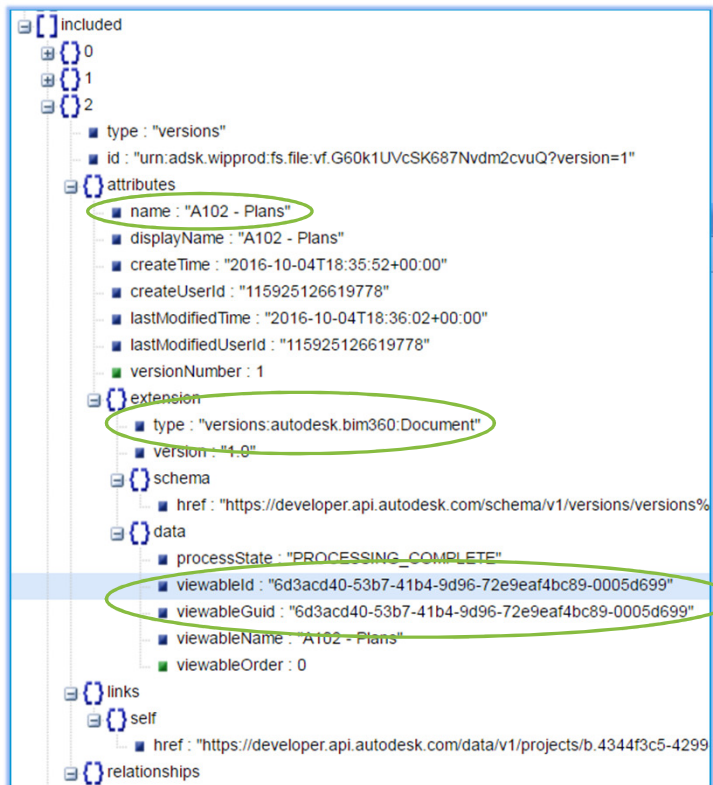 included
0
1
2
type : "versions"
id : "urn:adsk.wipprod:fs.file:vf.G60k1UVcSK687Nvdm2cvuQ?version=1"
attributes
name : "A102 - Plans"
displayName : "A102 - Plans"
createTime : "2016-10-04T18:35:52+00:00"
createUserId : "115925126619778"
lastModifiedTime : "2016-10-04T18:36:02+00:00"
lastModifiedUserId : "115925126619778"
versionNumber : 1
extension
type : "versions:autodesk.bim360:Document"
version : "1.0"
schema
href : "https://developer.api.autodesk.com/schema/v1/versions/versions%
data
processState : "PROCESSING_COMPLETE"
viewableId : "6d3acd40-53b7-41b4-9d96-72e9eaf4bc89-0005d699"
viewableGuid : "6d3acd40-53b7-41b4-9d96-72e9eaf4bc89-0005d699"
viewableName : "A102 - Plans"
viewableOrder : 0
links
self
href : "https://developer.api.autodesk.com/data/v1/projects/b.4344f3c5-4299
relationships